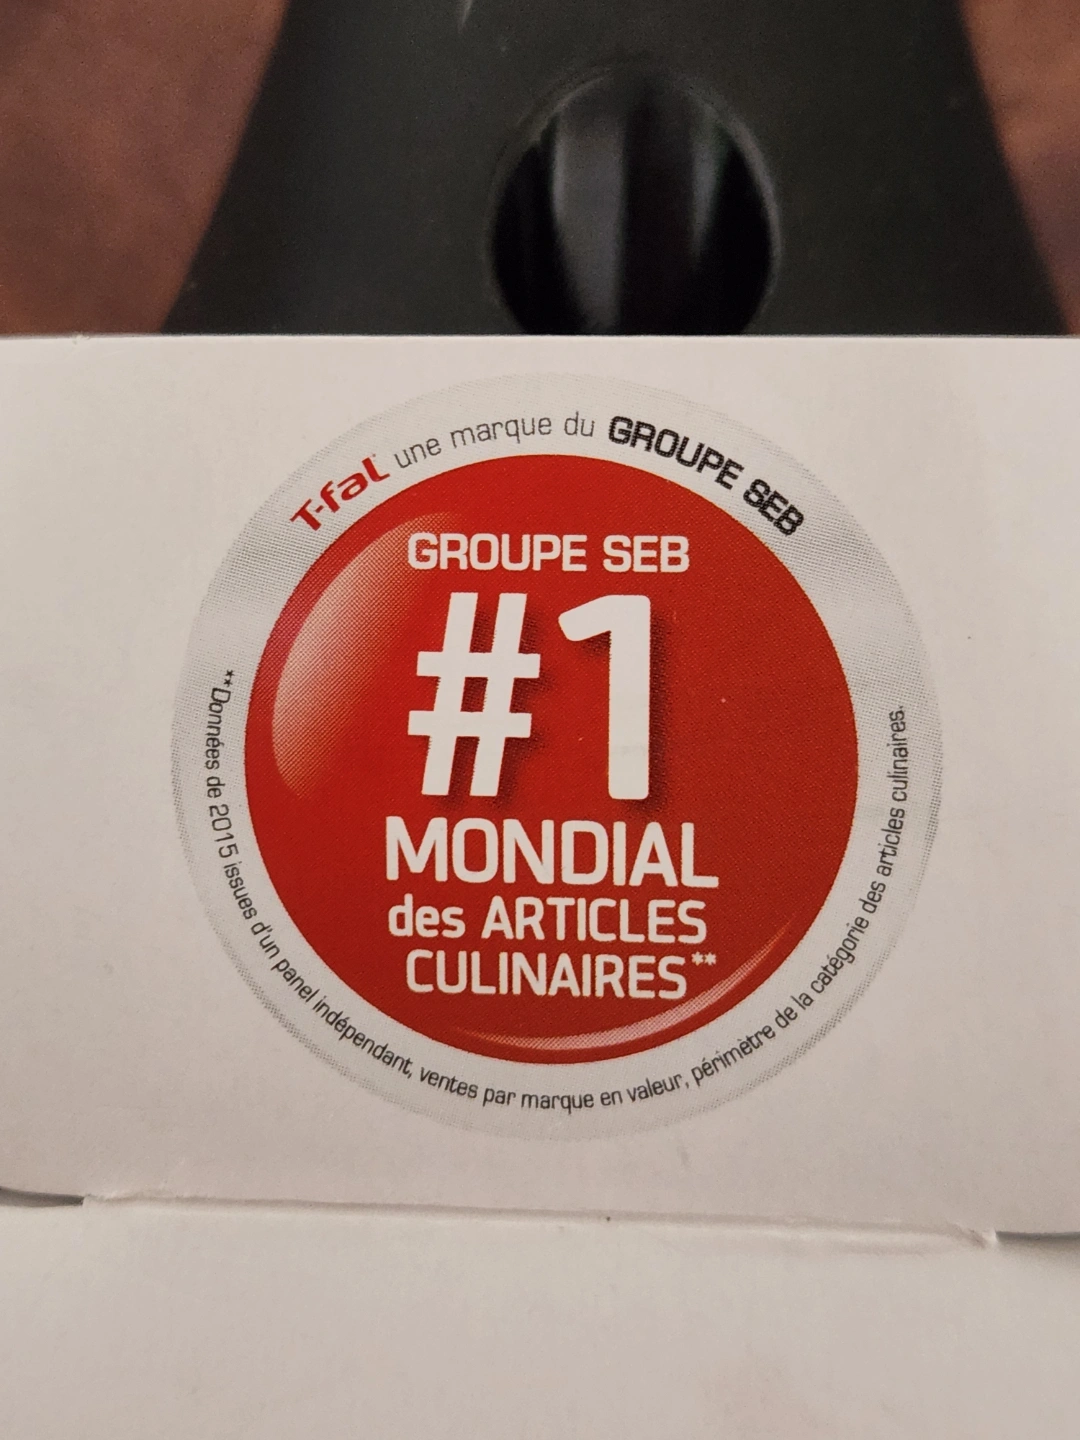 T-fal une marque du GROUPE SEB
GROUPE SEB
#1
MONDIAL
des ARTICLES
CULINAIRES**
**Données de 2015 issues d'un panel indépendant, ventes par marque en valeur, périmètre de la catégorie des articles culinaires.